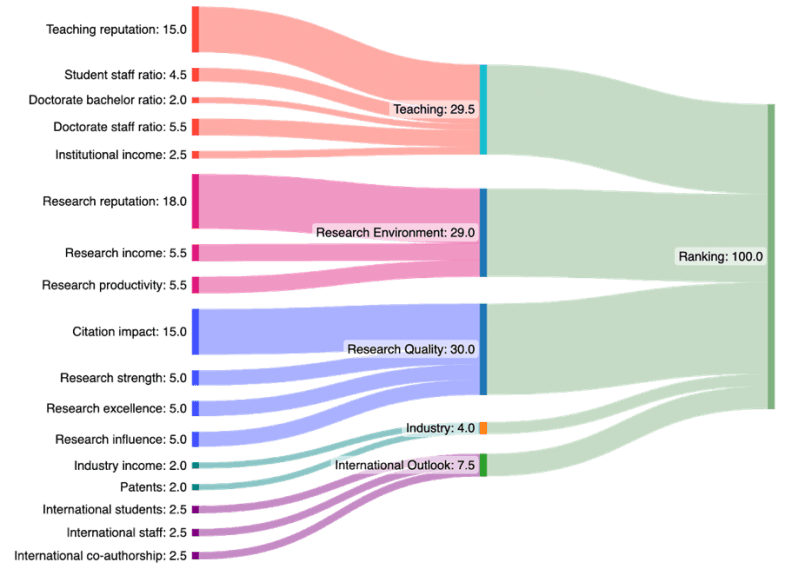 Teaching reputation: 15.0
Student staff ratio: 4.5
Doctorate bachelor ratio: 2.0
Doctorate staff ratio: 5.5
Institutional income: 2.5
Research reputation: 18.0
Research income: 5.5
Research productivity: 5.5
Citation impact: 15.0
Research strength: 5.0
Research excellence: 5.0
Research influence: 5.0
Industry income: 2.0
Patents: 2.0
International students: 2.5
International staff: 2.5
International co-authorship: 2.5
Teaching: 29.5
Research Environment: 29.0
Research Quality: 30.0
Industry: 4.0
International Outlook: 7.5
Ranking: 100.0